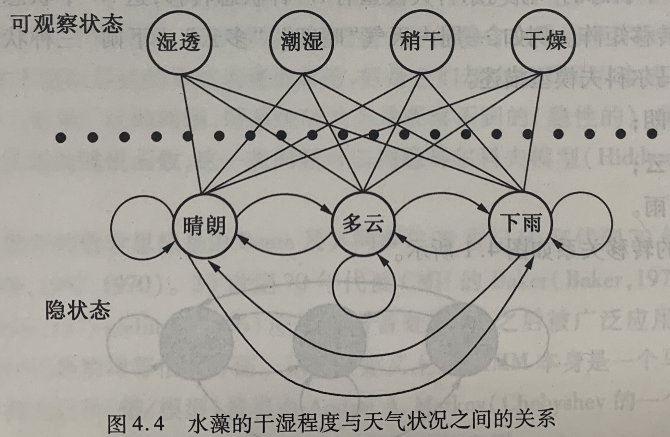 可观察状态
湿透 潮湿 稍干 干燥
晴朗 多云 下雨
隐状态
图4.4 水藻的干湿程度与天气状况之间的关系